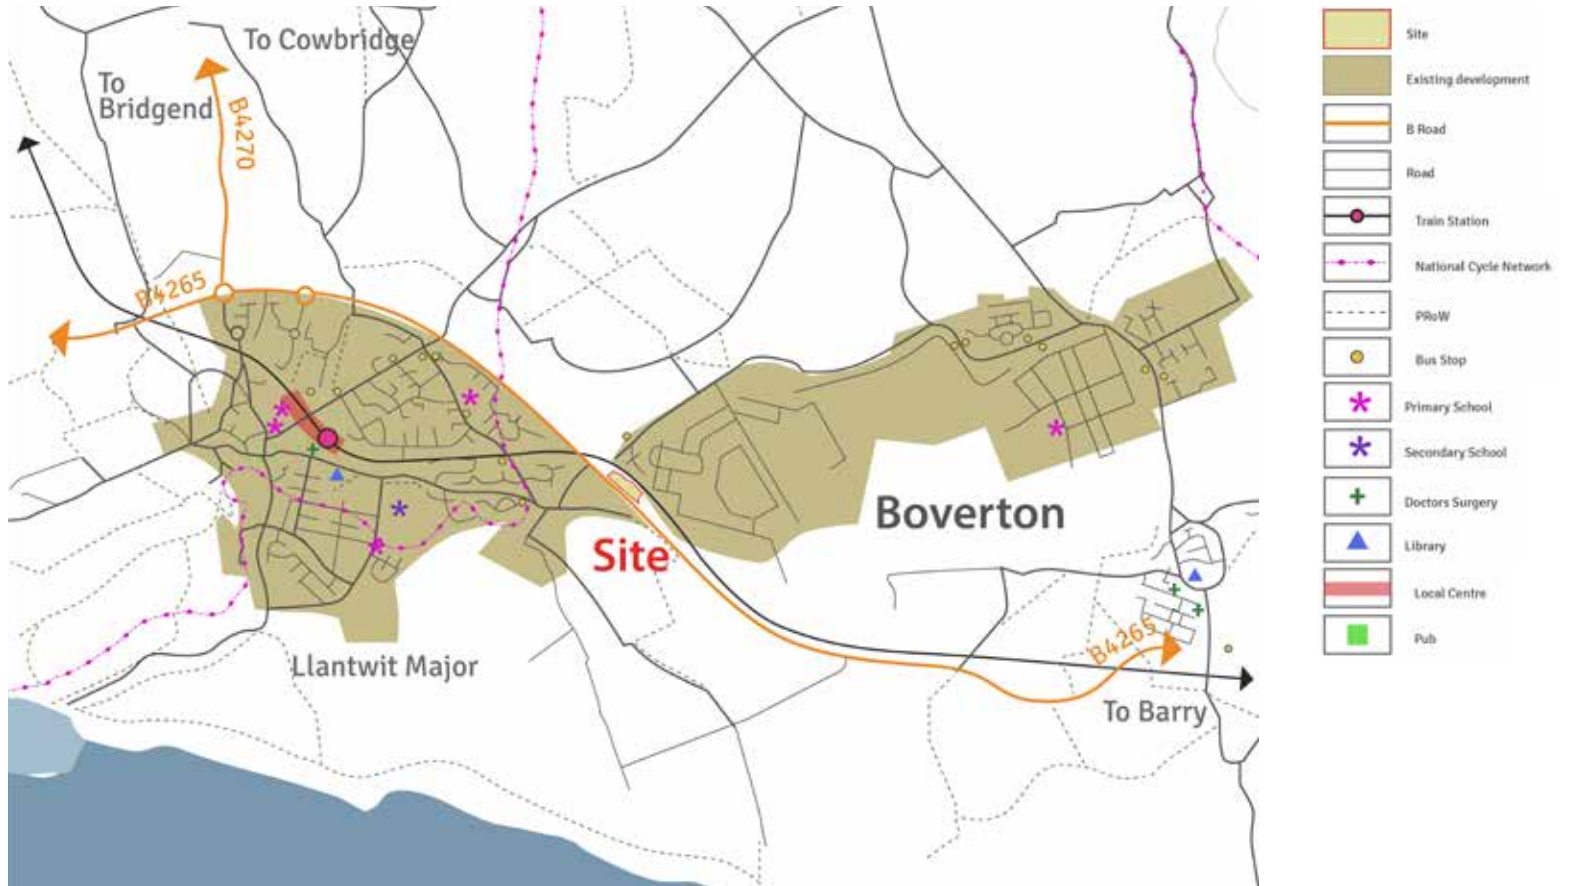 To Cowbridge
To
Bridgend
B4270
B4265
Site
Boverton
Llantwit Major
B4265
To Barry
Site
Existing development
B Road
Road
Train Station
National Cycle Network
PRoW
Bus Stop
Primary School
Secondary School
Doctors Surgery
Library
Local Centre
Pub